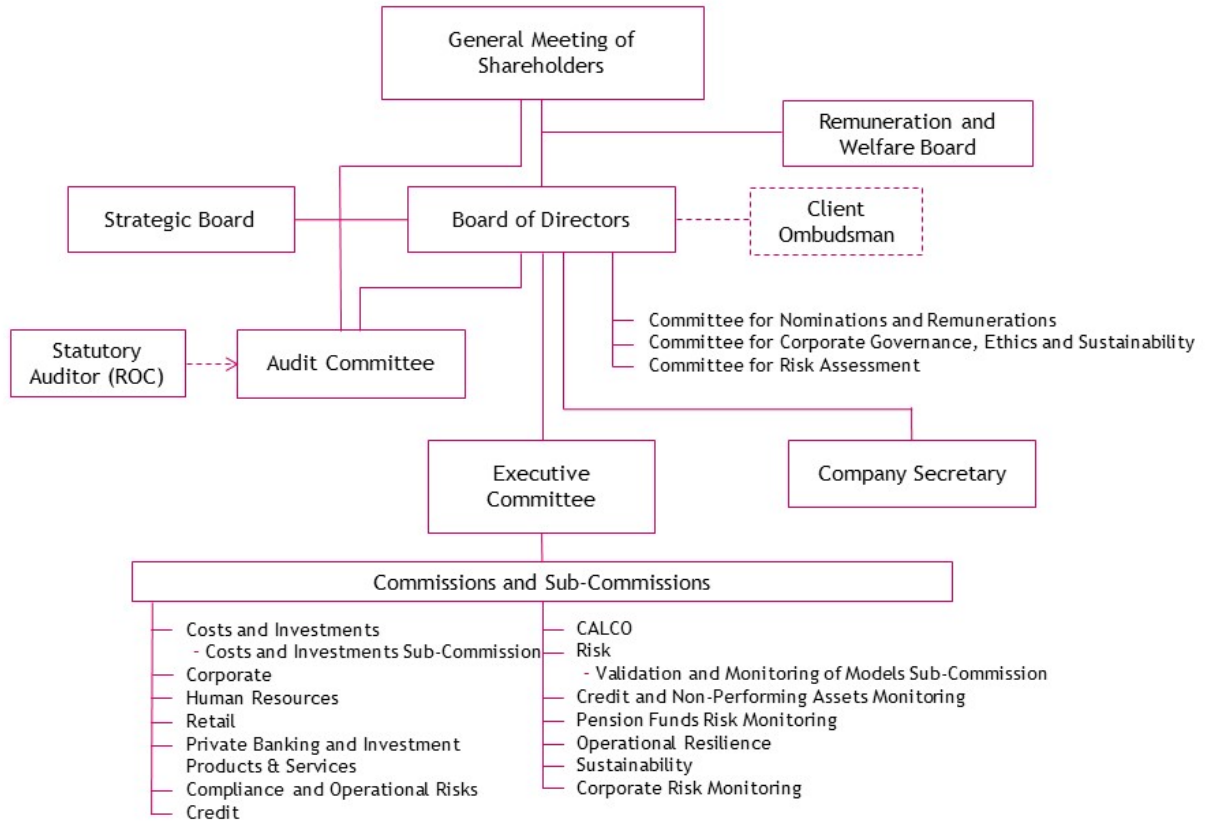 General Meeting of
Shareholders
Remuneration and
Welfare Board
Strategic Board
Board of Directors
Client
Ombudsman
Committee for Nominations and Remunerations
Committee for Corporate Governance, Ethics and Sustainability
Committee for Risk Assessment
Statutory
Auditor (ROC)
Audit Committee
Executive
Committee
Company Secretary
Commissions and Sub-Commissions
Costs and Investments
- Costs and Investments Sub-Commission
Corporate
Human Resources
Retail
Private Banking and Investment
Products & Services
Compliance and Operational Risks
Credit
CALCO
Risk
- Validation and Monitoring of Models Sub-Commission
Credit and Non-Performing Assets Monitoring
Pension Funds Risk Monitoring
Operational Resilience
Sustainability
Corporate Risk Monitoring